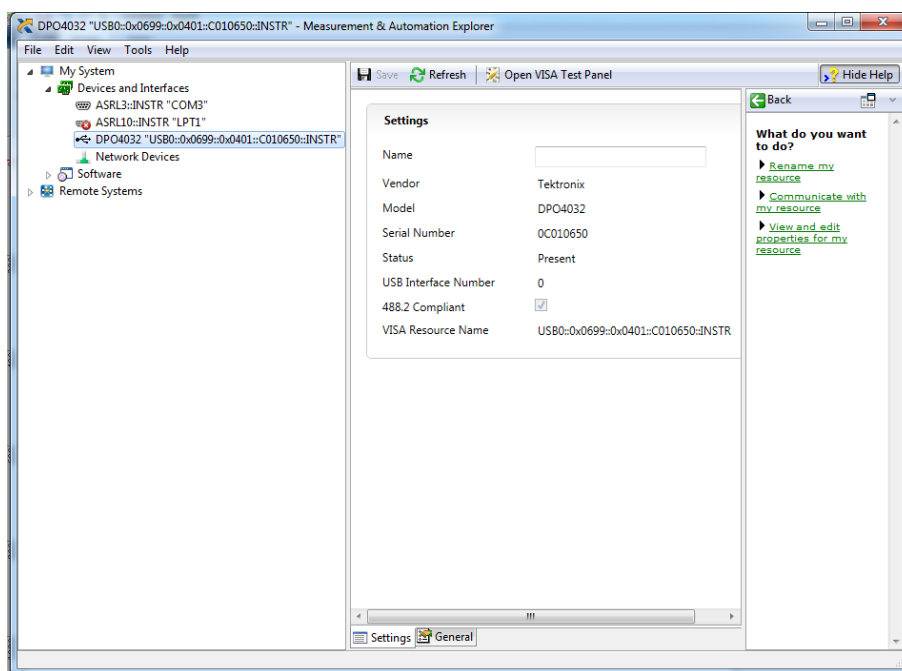 DPO4032 "USB0::0x0699::0x0401::C010650::INSTR" - Measurement & Automation Explorer
File Edit View Tools Help
My System
Devices and Interfaces
ASRL3::INSTR "COM3"
ASRL10::INSTR "LPT1"
DPO4032 "USB0::0x0699::0x0401::C010650::INSTR"
Network Devices
Software
Remote Systems
Save Refresh Open VISA Test Panel
Settings
Name
Vendor Tektronix
Model DPO4032
Serial Number 0C010650
Status Present
USB Interface Number 0
488.2 Compliant
VISA Resource Name USB0::0x0699::0x0401::C010650::INSTR
Settings General
Hide Help
Back
What do you want
to do?
Rename my
resource
Communicate with
my resource
View and edit
properties for my
resource